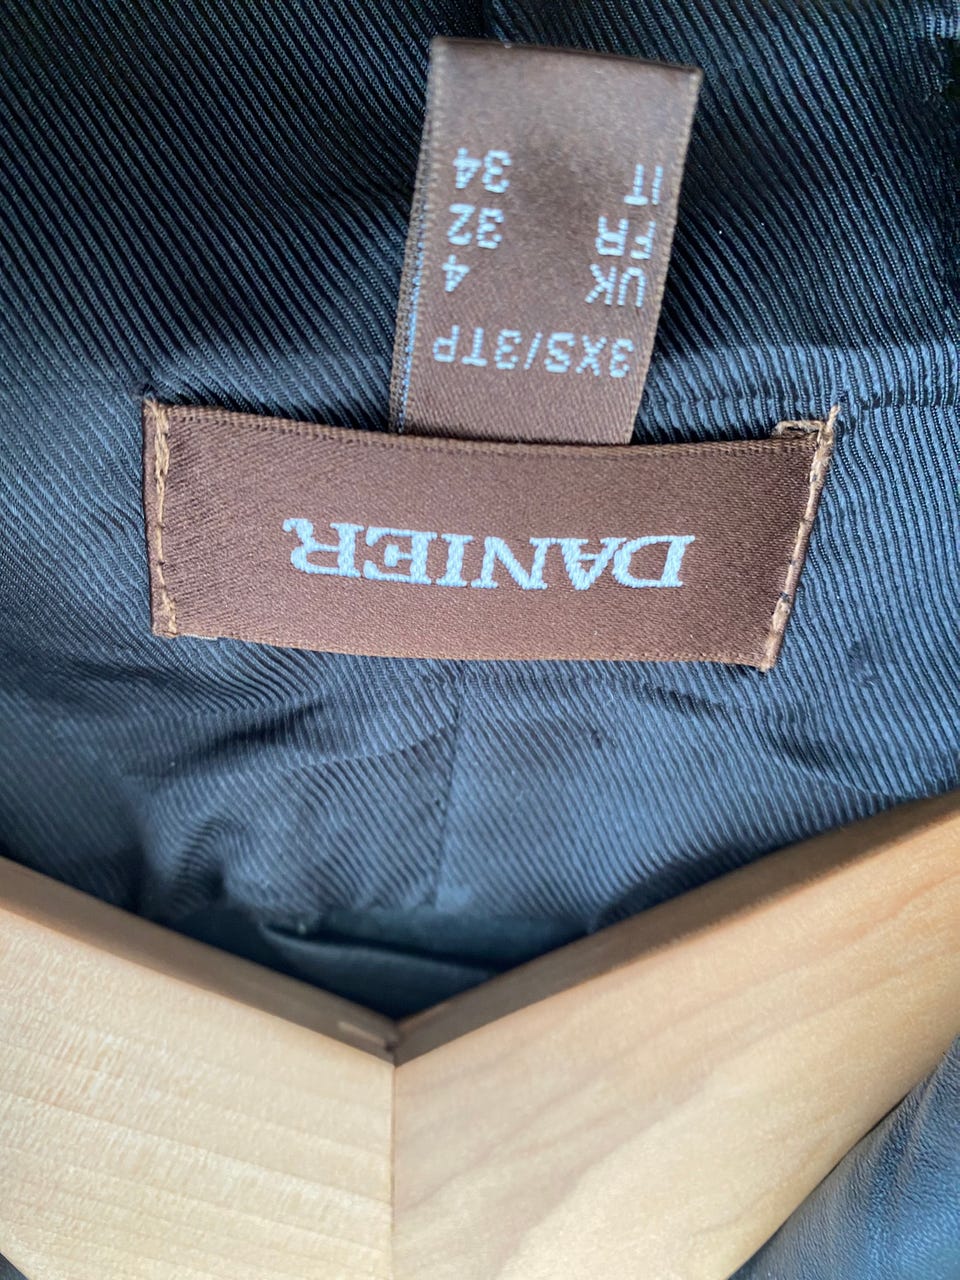 DANIER
3XS/3TP
UK 4
FR 32
IT 34